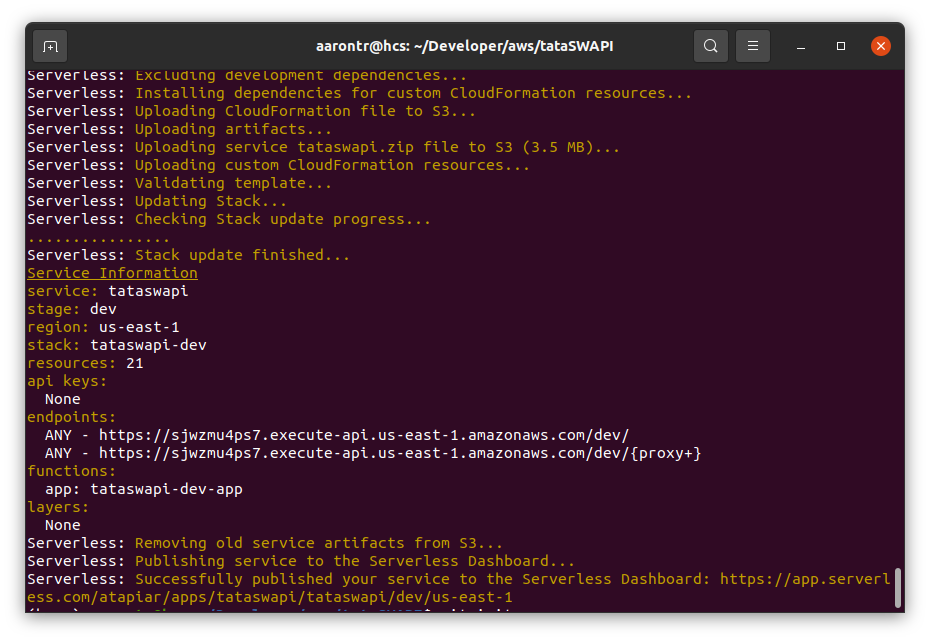 aarontr@hcs: ~/Developer/aws/tataSWAPI
Serverless: Excluding development dependencies...
Serverless: Installing dependencies for custom CloudFormation resources...
Serverless: Uploading CloudFormation file to S3...
Serverless: Uploading artifacts...
Serverless: Uploading service tataswapi.zip file to S3 (3.5 MB)...
Serverless: Uploading custom CloudFormation resources...
Serverless: Validating template...
Serverless: Updating Stack...
Serverless: Checking Stack update progress...
................
Serverless: Stack update finished...
Service Information
service: tataswapi
stage: dev
region: us-east-1
stack: tataswapi-dev
resources: 21
api keys:
  None
endpoints:
  ANY - https://sjwzmu4ps7.execute-api.us-east-1.amazonaws.com/dev/
  ANY - https://sjwzmu4ps7.execute-api.us-east-1.amazonaws.com/dev/{proxy+}
functions:
  app: tataswapi-dev-app
layers:
  None
Serverless: Removing old service artifacts from S3...
Serverless: Publishing service to the Serverless Dashboard...
Serverless: Successfully published your service to the Serverless Dashboard: https://app.serverl
ess.com/atapiar/apps/tataswapi/tataswapi/dev/us-east-1